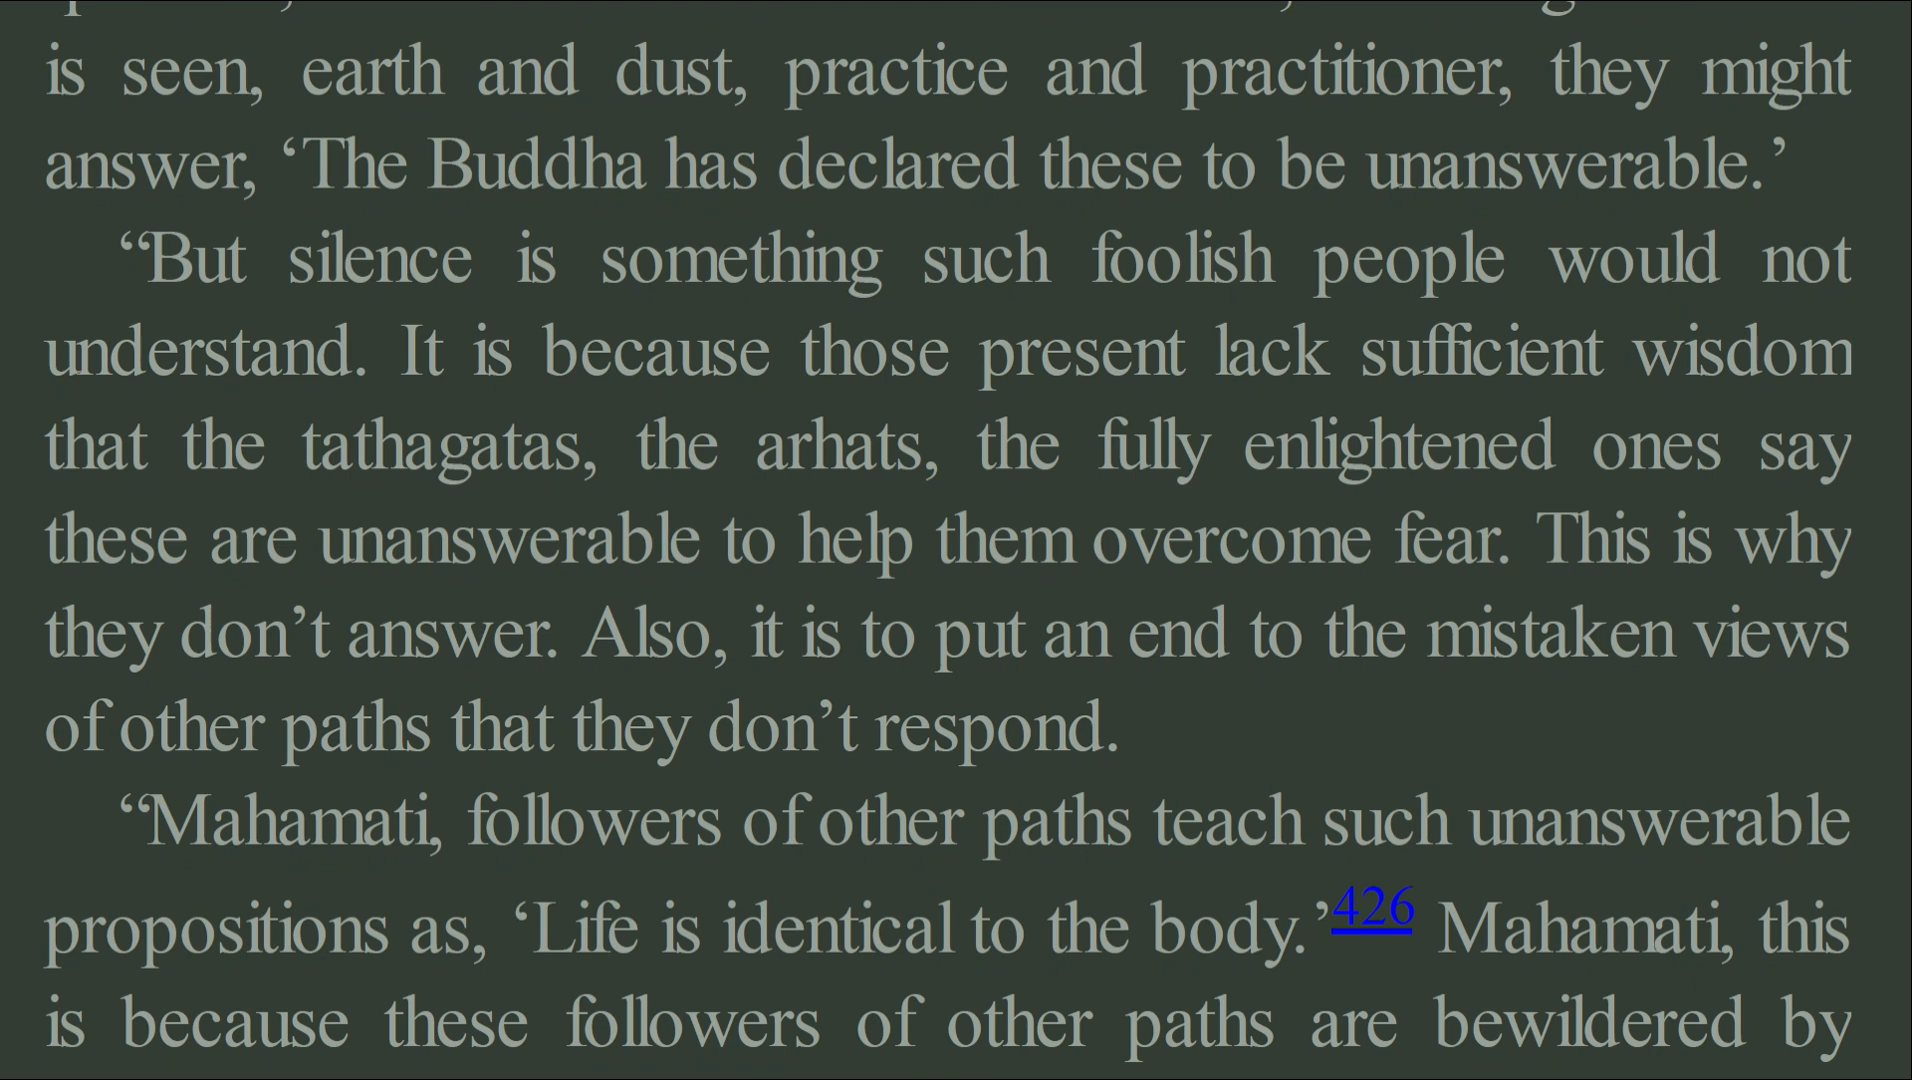 is seen, earth and dust, practice and practitioner, they might
answer, ‘The Buddha has declared these to be unanswerable.’
“But silence is something such foolish people would not
understand. It is because those present lack sufficient wisdom
that the tathagatas, the arhats, the fully enlightened ones say
these are unanswerable to help them overcome fear. This is why
they don’t answer. Also, it is to put an end to the mistaken views
of other paths that they don’t respond.
“Mahamati, followers of other paths teach such unanswerable
propositions as, ‘Life is identical to the body.’426 Mahamati, this
is because these followers of other paths are bewildered by